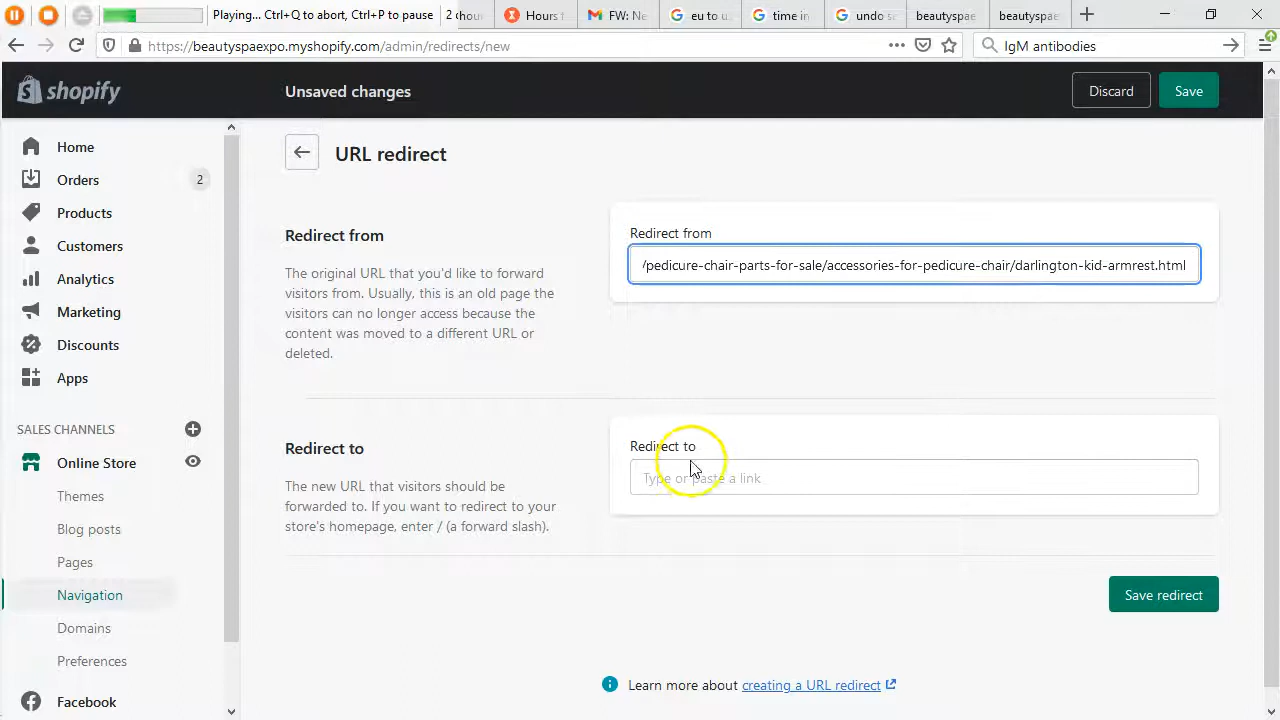 Playing... Ctrl+O to abort, Ctrl+P to pause
Hours f
FW: Ne
eu to
time in
undo s
beautyspae
beautyspae
https://beautyspaexpo.myshopify.com/admin/redirects/new
IgM antibodies
shopify
Unsaved changes
Discard
Save
Home
Orders
2
Products
Customers
Analytics
Marketing
Discounts
Apps
SALES CHANNELS
Online Store
Themes
Blog posts
Pages
Navigation
Domains
Preferences
Facebook
URL redirect
Redirect from
The original URL that you'd like to forward
visitors from. Usually, this is an old page the
visitors can no longer access because the
content was moved to a different URL or
deleted.
Redirect from
/pedicure-chair-parts-for-sale/accessories-for-pedicure-chair/darlington-kid-armrest.html
Redirect to
The new URL that visitors should be
forwarded to. If you want to redirect to your
store's homepage, enter / (a forward slash).
Redirect to
Type or paste a link
Save redirect
Learn more about creating a URL redirect